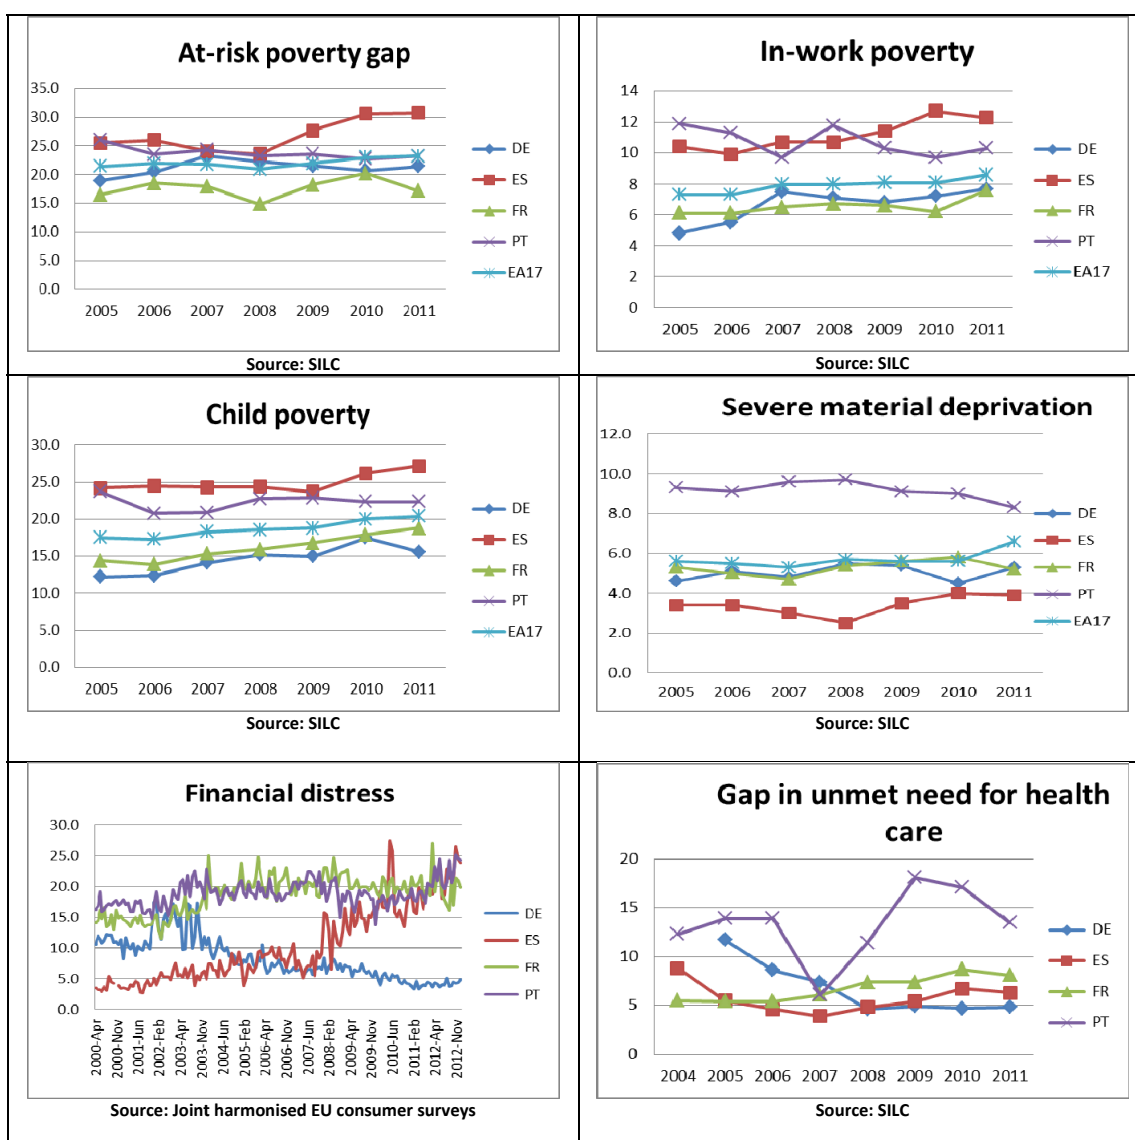 At-risk poverty gap
35.0
30.0
25.0
20.0
15.0
10.0
5.0
0.0
2005 2006 2007 2008 2009 2010 2011
DE
ES
FR
PT
EA17
Source: SILC
In-work poverty
14
12
10
8
6
4
2
0
2005 2006 2007 2008 2009 2010 2011
DE
ES
FR
PT
EA17
Source: SILC
Child poverty
30.0
25.0
20.0
15.0
10.0
5.0
0.0
2005 2006 2007 2008 2009 2010 2011
DE
ES
FR
PT
EA17
Source: SILC
Severe material deprivation
12.0
10.0
8.0
6.0
4.0
2.0
0.0
2005 2006 2007 2008 2009 2010 2011
DE
ES
FR
PT
EA17
Source: SILC
Financial distress
30.0
25.0
20.0
15.0
10.0
5.0
0.0
2000-Apr
2000-Nov
2001-Jun
2002-Feb
2003-Apr
2003-Nov
2004-Jun
2005-Feb
2006-Apr
2006-Nov
2007-Jun
2008-Feb
2009-Apr
2009-Nov
2010-Jun
2011-Feb
2012-Apr
2012-Nov
DE
ES
FR
PT
Source: Joint harmonised EU consumer surveys
Gap in unmet need for health
care
20
15
10
5
0
2004 2005 2006 2007 2008 2009 2010 2011
DE
ES
FR
PT
Source: SILC